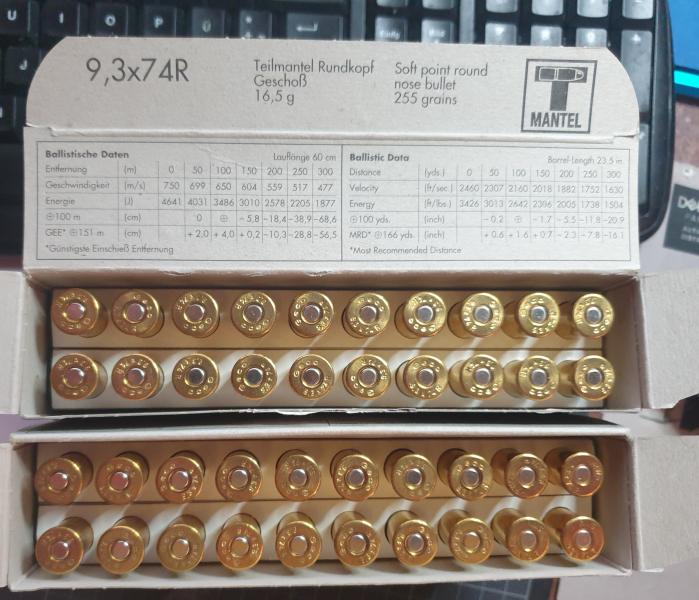 9,3x74R
Teilmantel Rundkopf
Geschoß
16,5 g
Soft point round
nose bullet
255 grains
T
MANTEL
Ballistische Daten Lauflänge 60 cm
Entfernung (m) 0 50 100 150 200 250 300
Geschwindigkeit (m/s) 750 699 650 604 559 517 477
Energie (J) 4641 4031 3486 3010 2578 2205 1877
⊕100 m (cm) 0 ⊕ -5,8 -18,4 -38,9 -68,6
GEE* ⊕151 m (cm) +2,0 +4,0 +0,2 -10,3 -28,8 -56,5
*Günstigste Einschieß Entfernung
Ballistic Data Barrel-Length 23,5 in.
Distance (yds.) 0 50 100 150 200 250 300
Velocity (ft/sec.) 2460 2307 2160 2018 1882 1752 1630
Energy (ft/lbs.) 3426 3013 2642 2396 2005 1738 1504
⊕100 yds. (inch) -0.2 ⊕ -1.7 -5.5 -11.8 -20.9
MRD* ⊕166 yds. (inch) +0.6 +1.6 +0.7 -2.3 -7.8 -16.1
*Most Recommended Distance